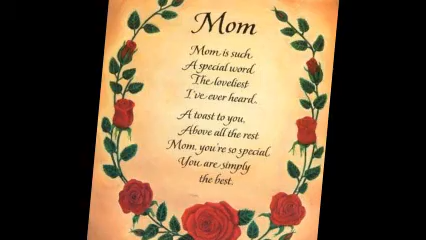 Mom
Mom is such
A special word
The loveliest
I've ever heard.
A toast to you,
Above all the rest
Mom, you're so special,
You are simply
the best.